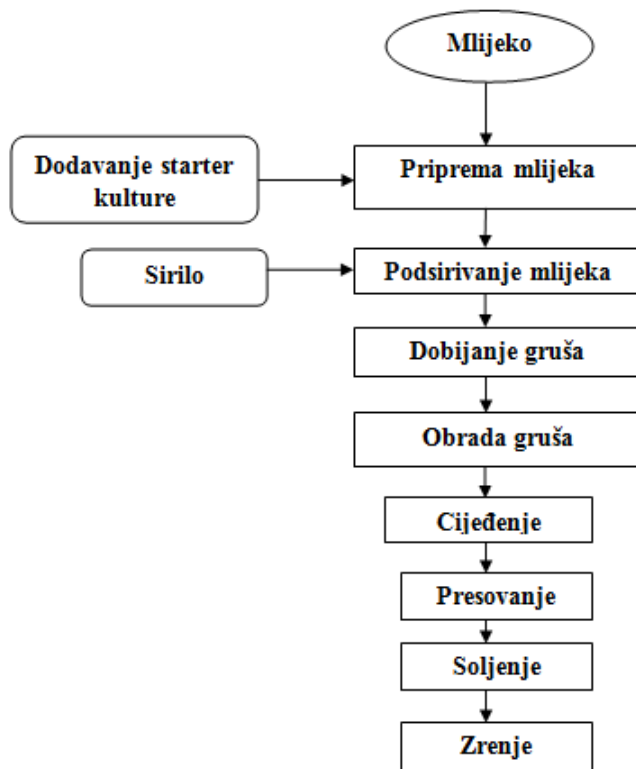 Mlijeko
Dodavanje starter
kulture
Priprema mlijeka
Sirilo
Podsirivanje mlijeka
Dobijanje gruša
Obrada gruša
Cijeđenje
Presovanje
Soljenje
Zrenje